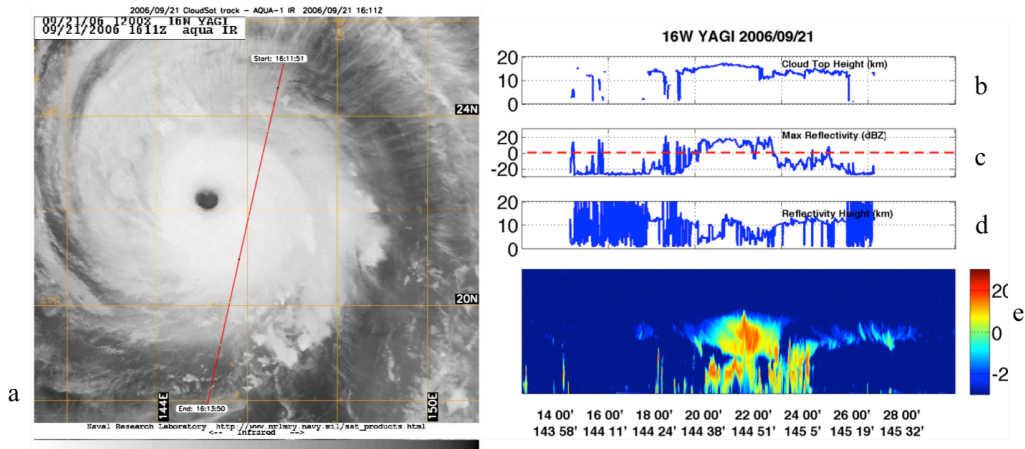 2006/09/21 CloudSat track - AQUA-1 IR 2006/09/21 16:11Z
09/21/06 1200Z 16W YAGI
09/21/2006 1611Z aqua IR
Start: 16:11:51
24N
20N
144E
150E
End: 16:13:50
Naval Research Laboratory http://www.nrlmry.navy.mil/sat_products.html
<-- Infrared -->
a
16W YAGI 2006/09/21
20
10
0
Cloud Top Height (km)
b
20
0
-20
Max Reflectivity (dBZ)
c
20
10
0
Reflectivity Height (km)
d
20
0
-2
e
14 00' 16 00' 18 00' 20 00' 22 00' 24 00' 26 00' 28 00'
143 58' 144 11' 144 24' 144 38' 144 51' 145 5' 145 19' 145 32'